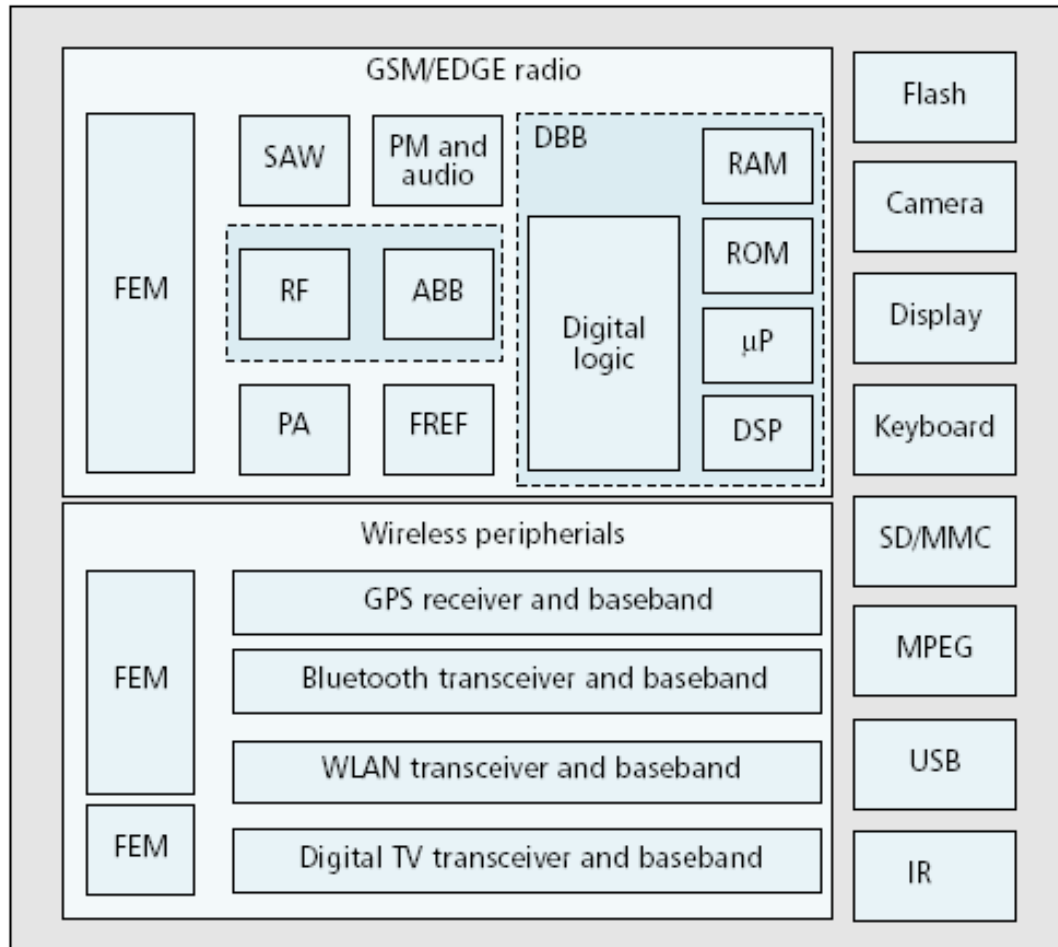 GSM/EDGE radio
FEM
SAW
PM and
audio
RF
ABB
PA
FREF
DBB
Digital
logic
RAM
ROM
µP
DSP
Wireless peripherials
FEM
FEM
GPS receiver and baseband
Bluetooth transceiver and baseband
WLAN transceiver and baseband
Digital TV transceiver and baseband
Flash
Camera
Display
Keyboard
SD/MMC
MPEG
USB
IR